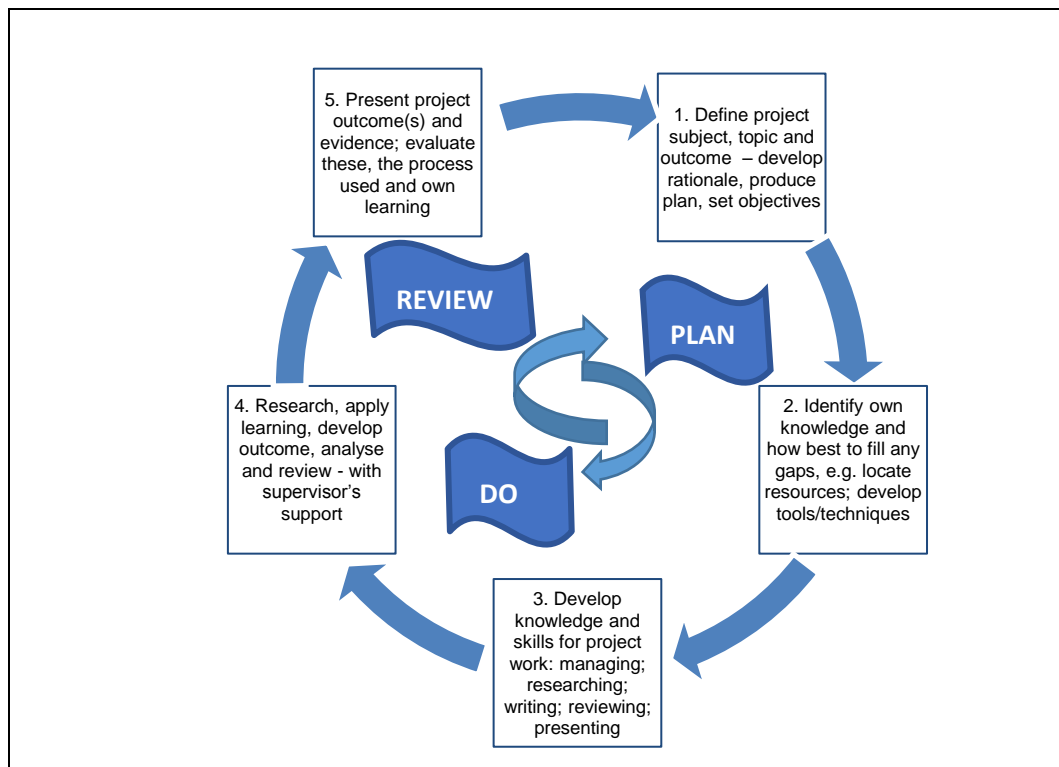 5. Present project
outcome(s) and
evidence; evaluate
these, the process
used and own
learning
1. Define project
subject, topic and
outcome – develop
rationale, produce
plan, set objectives
REVIEW
PLAN
4. Research, apply
learning, develop
outcome, analyse
and review - with
supervisor’s
support
2. Identify own
knowledge and
how best to fill any
gaps, e.g. locate
resources; develop
tools/techniques
DO
3. Develop
knowledge and
skills for project
work: managing;
researching;
writing; reviewing;
presenting